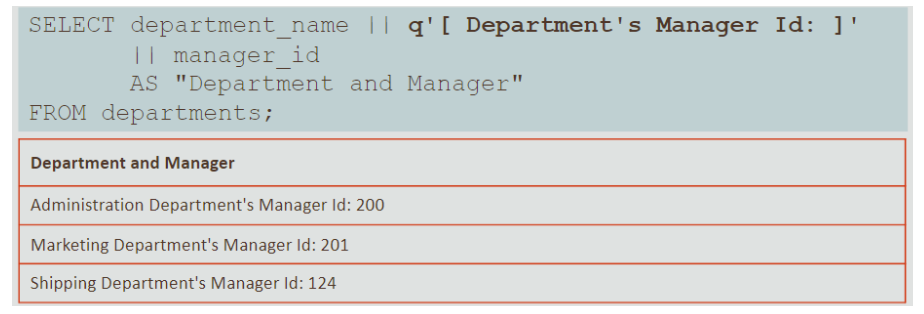 SELECT department_name || q'[ Department's Manager Id: ]'
|| manager_id
AS "Department and Manager"
FROM departments;
Department and Manager
Administration Department's Manager Id: 200
Marketing Department's Manager Id: 201
Shipping Department's Manager Id: 124